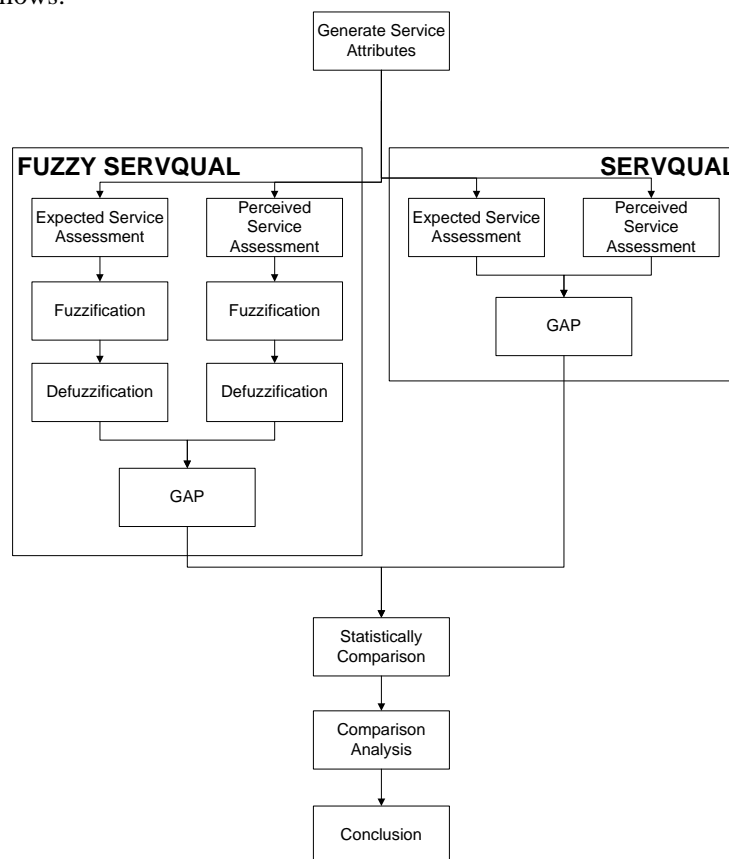 nows:
Generate Service
Attributes
FUZZY SERVQUAL
SERVQUAL
Expected Service
Assessment
Perceived
Service
Assessment
Expected Service
Assessment
Perceived
Service
Assessment
Fuzzification
Fuzzification
GAP
Defuzzification
Defuzzification
GAP
Statistically
Comparison
Comparison
Analysis
Conclusion